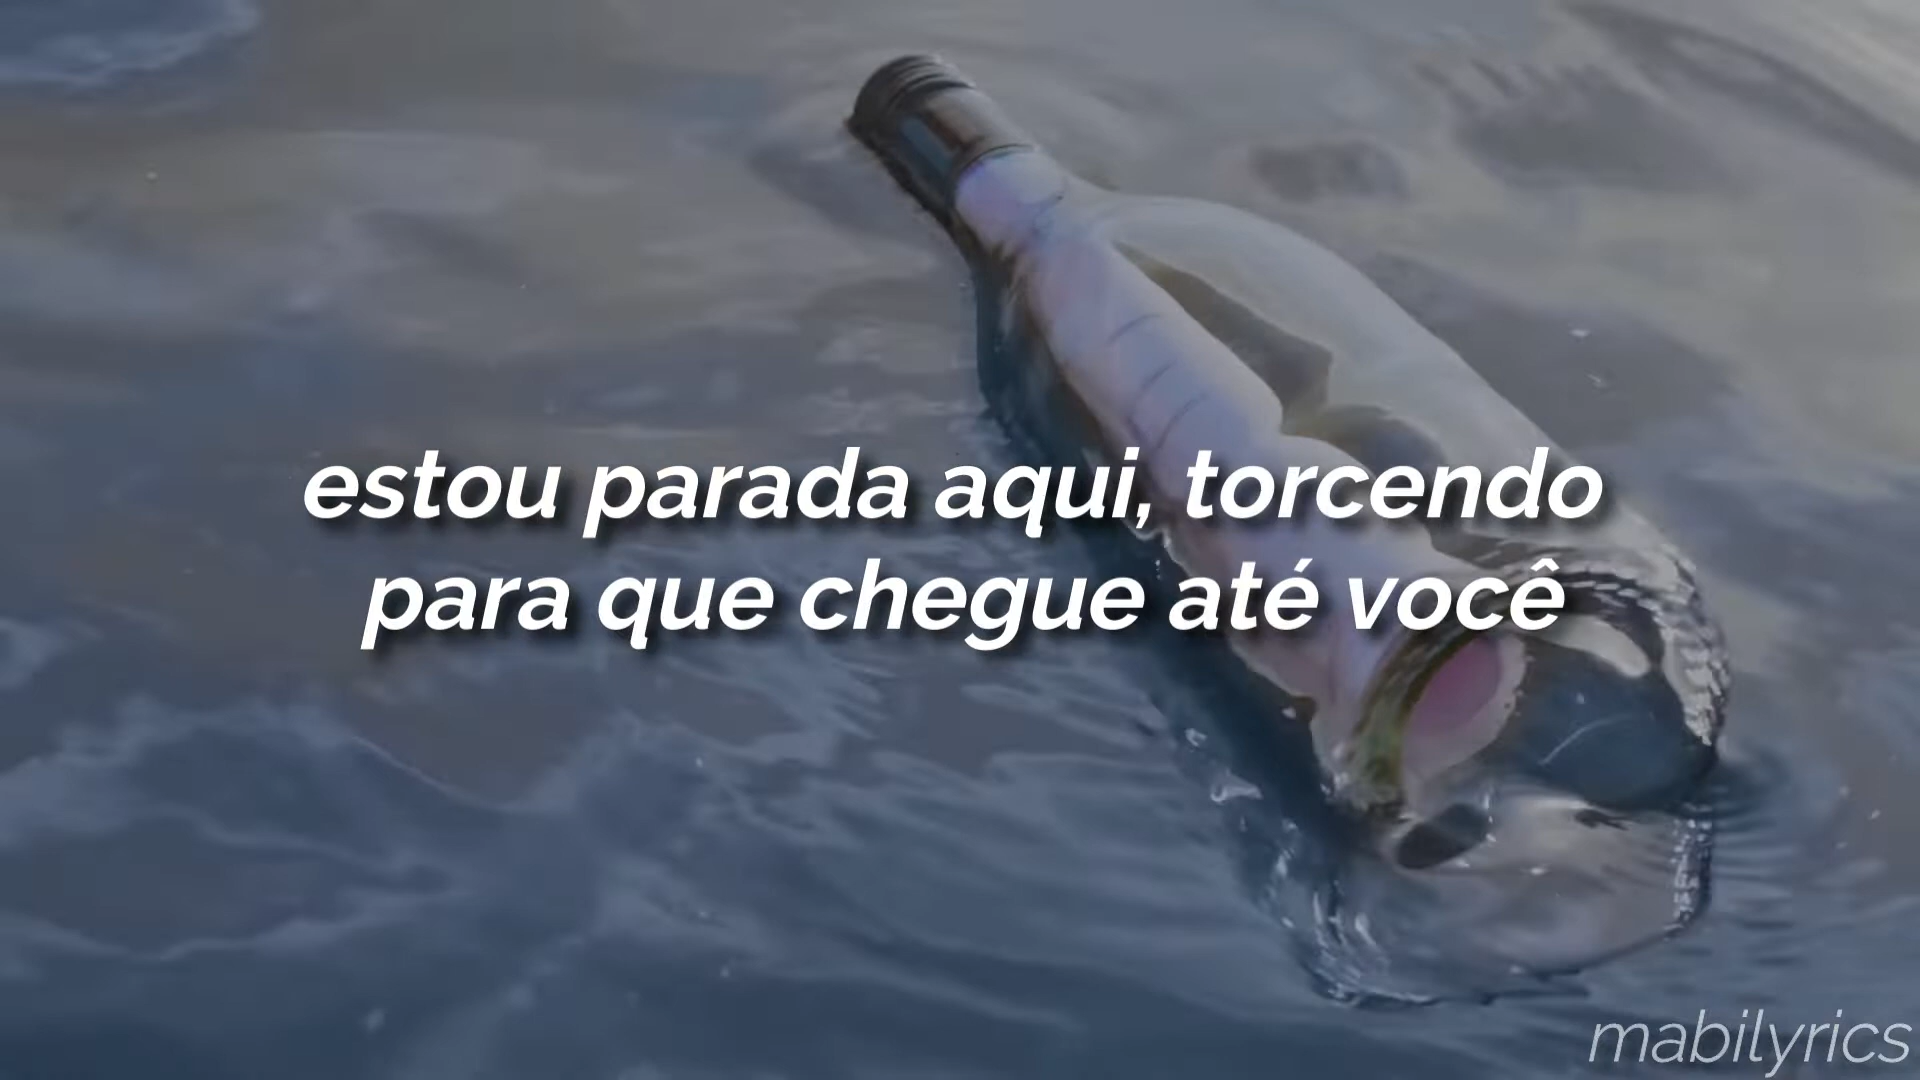 estou parada aqui, torcendo
para que chegue até você
mabilyrics